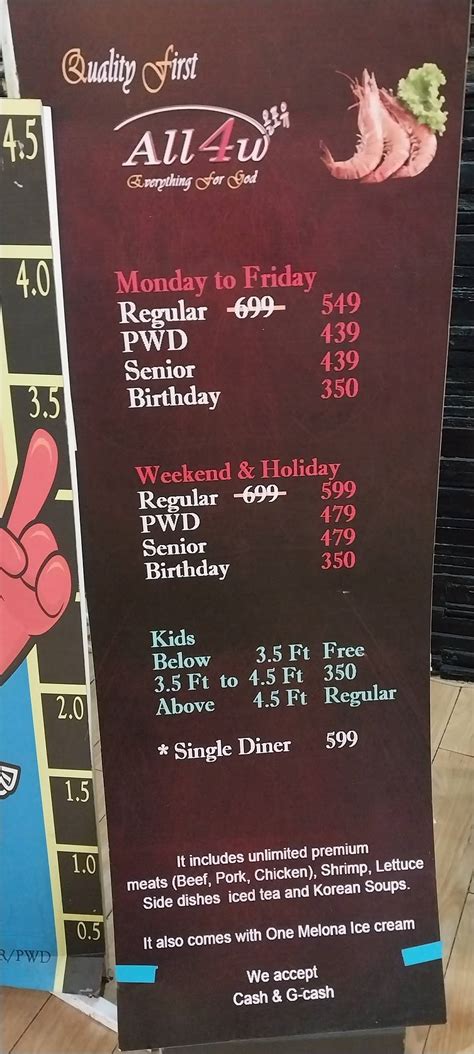 Quality First
All4U 올포유
Everything For God
Monday to Friday
Regular 699 549
PWD 439
Senior 439
Birthday 350
Weekend & Holiday
Regular 699 599
PWD 479
Senior 479
Birthday 350
Kids
Below 3.5 Ft Free
3.5 Ft to 4.5 Ft 350
Above 4.5 Ft Regular
* Single Diner 599
It includes unlimited premium
meats (Beef, Pork, Chicken), Shrimp, Lettuce
Side dishes iced tea and Korean Soups.
It also comes with One Melona Ice cream
We accept
Cash & G-cash
4.5
4.0
3.5
2.0
1.5
1.0
0.5
R/PWD